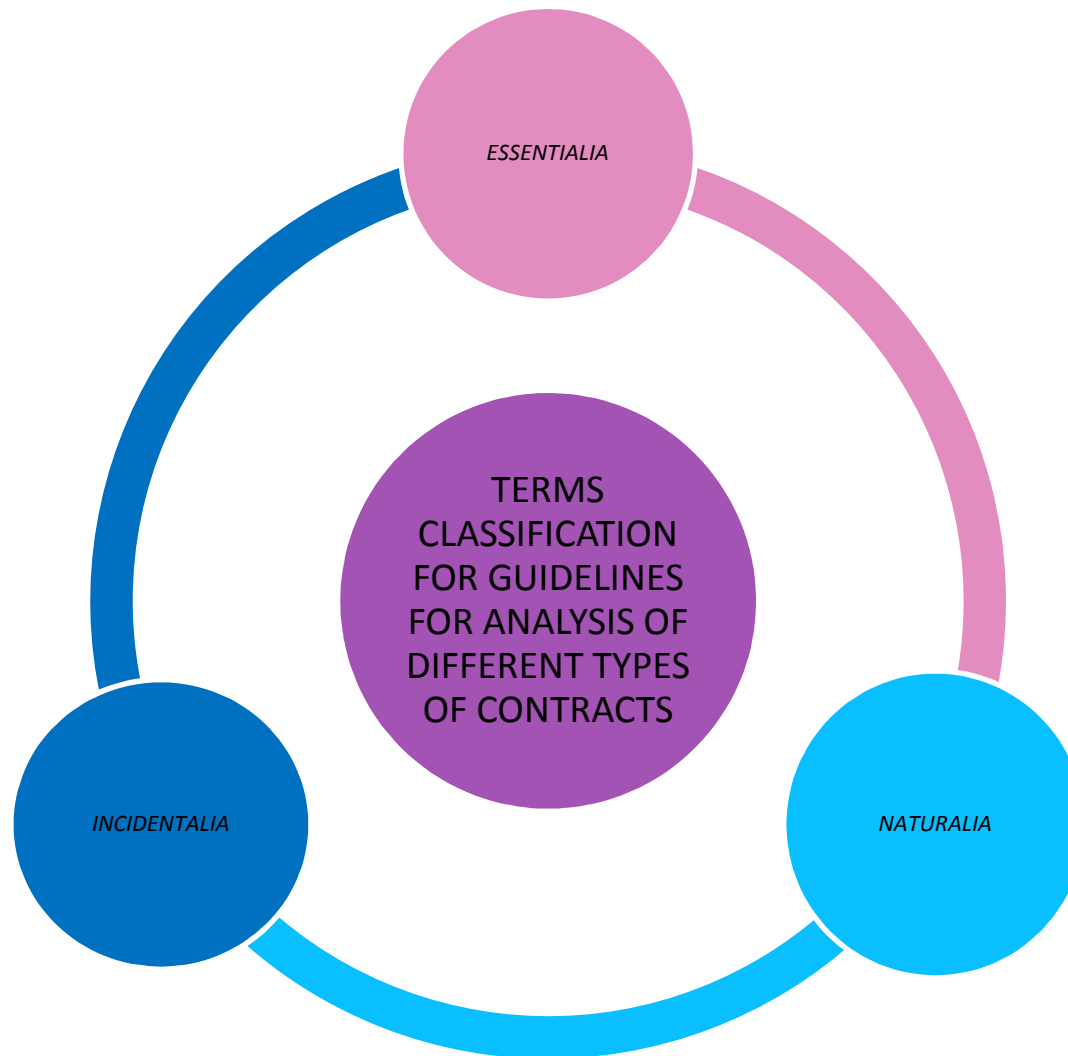 ESSENTIALIA
TERMS
CLASSIFICATION
FOR GUIDELINES
FOR ANALYSIS OF
DIFFERENT TYPES
OF CONTRACTS
INCIDENTALIA
NATURALIA